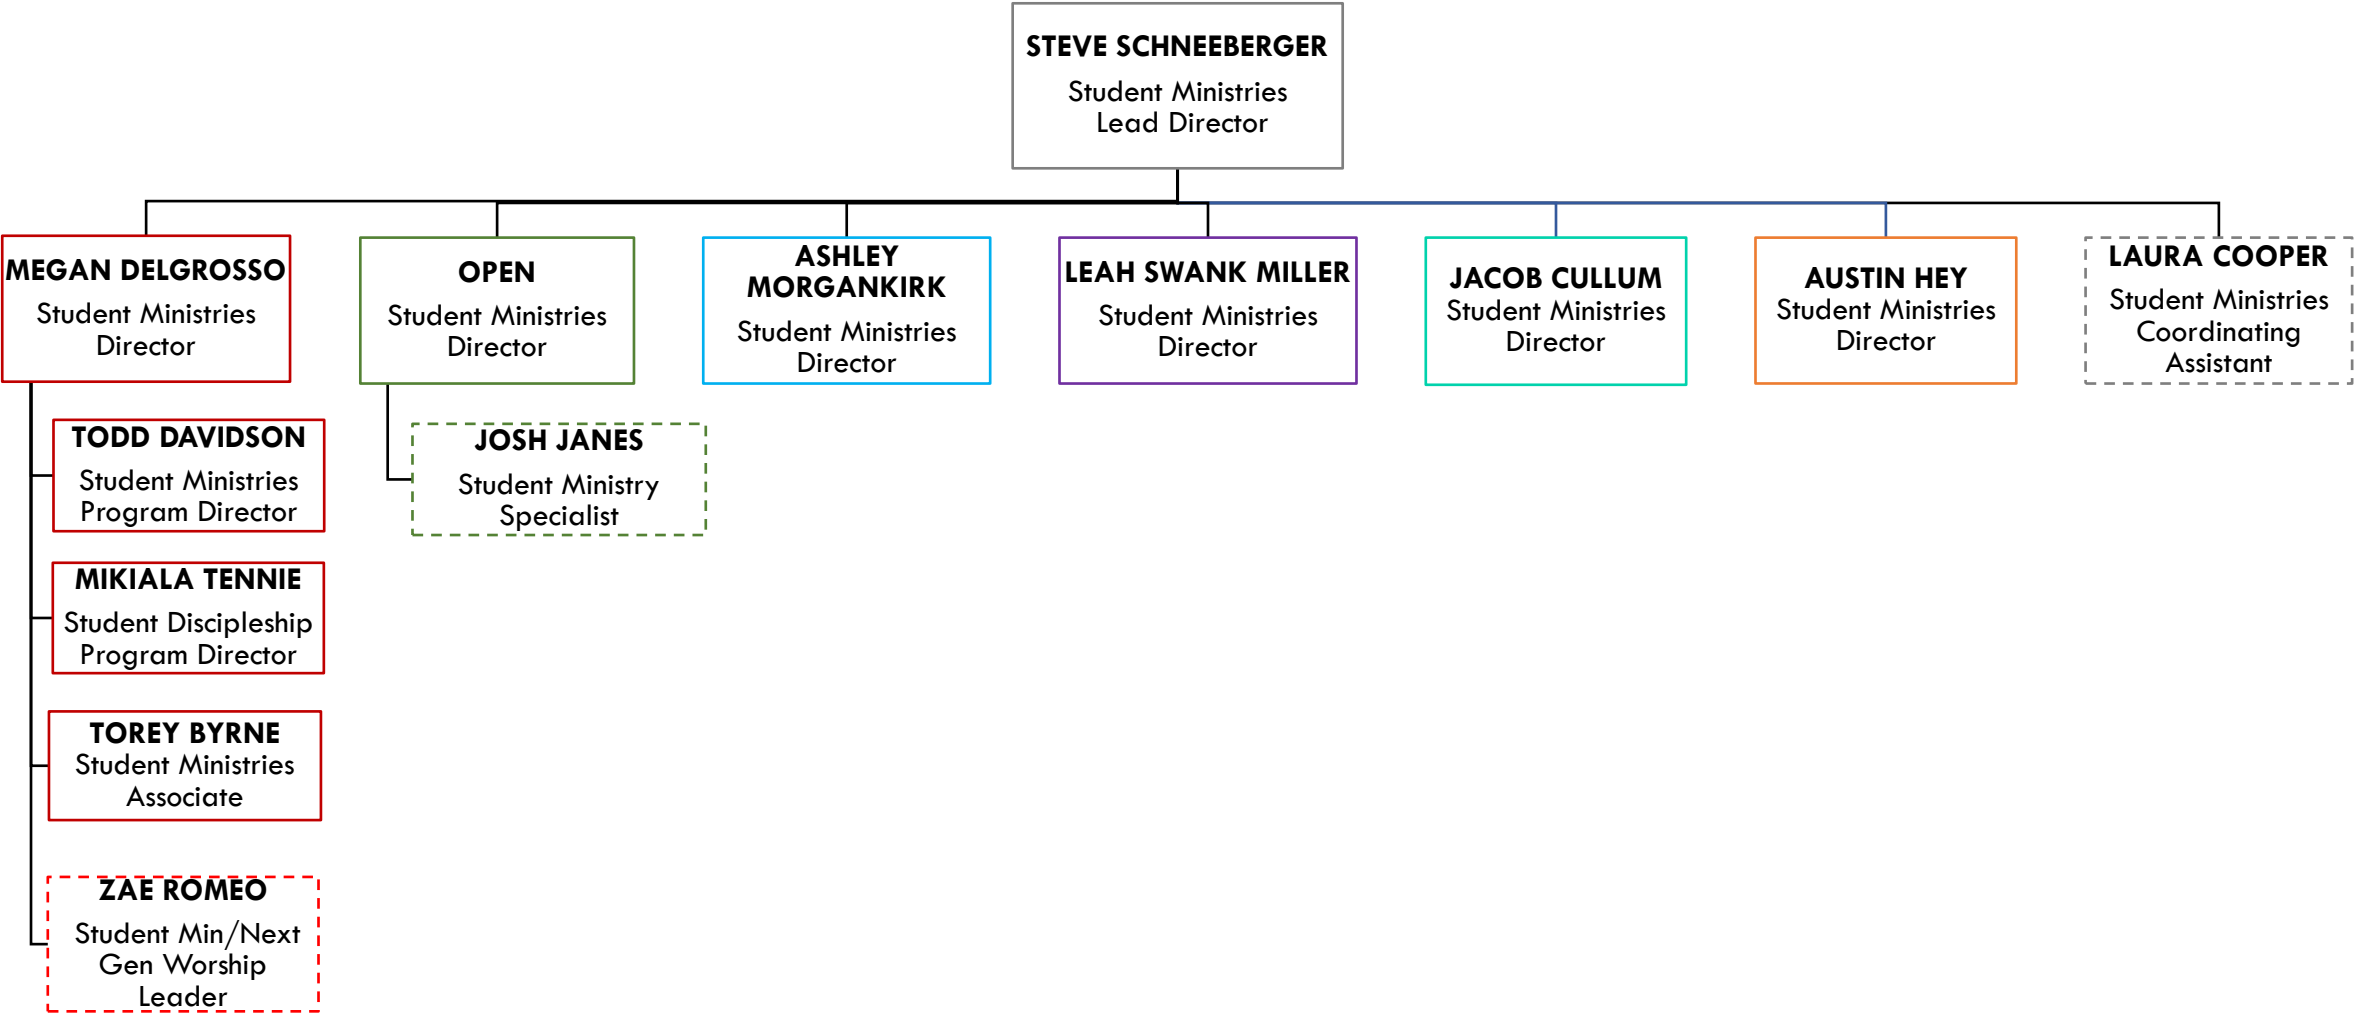 STEVE SCHNEEBERGER
Student Ministries
Lead Director
MEGAN DELGROSSO
Student Ministries
Director
OPEN
Student Ministries
Director
ASHLEY
MORGANKIRK
Student Ministries
Director
LEAH SWANK MILLER
Student Ministries
Director
JACOB CULLUM
Student Ministries
Director
AUSTIN HEY
Student Ministries
Director
LAURA COOPER
Student Ministries
Coordinating
Assistant
TODD DAVIDSON
Student Ministries
Program Director
JOSH JANES
Student Ministry
Specialist
MIKIALA TENNIE
Student Discipleship
Program Director
TOREY BYRNE
Student Ministries
Associate
ZAE ROMEO
Student Min/Next
Gen Worship
Leader